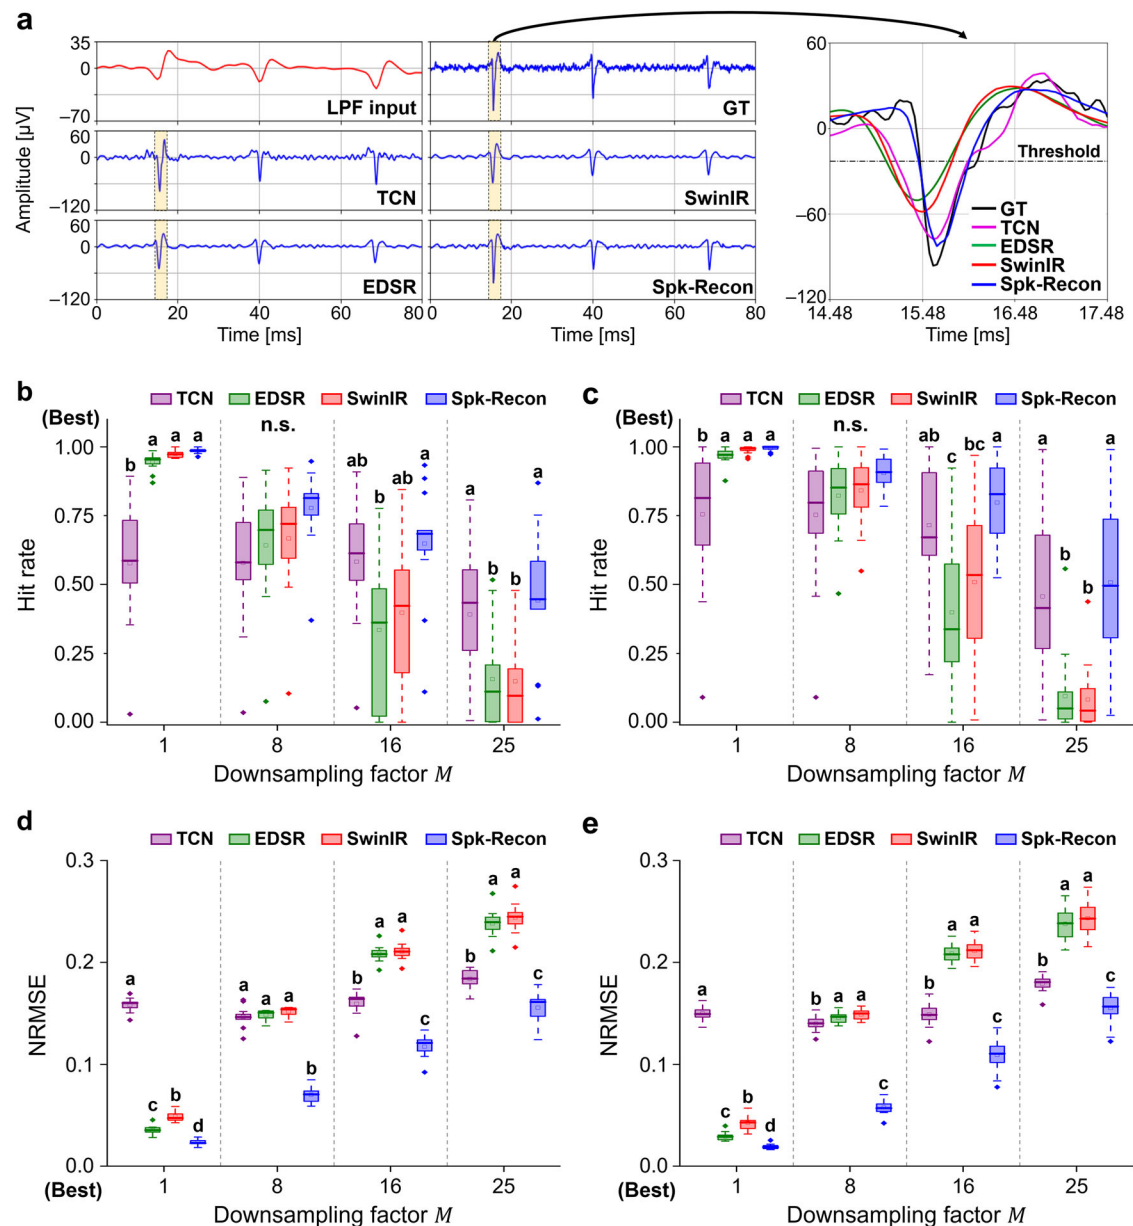 a
Amplitude [µV]
35
0
−70
LPF input
GT
60
0
−120
TCN
SwinIR
60
0
−120
EDSR
Spk-Recon
0 20 40 60 80
0 20 40 60 80
Time [ms]
Time [ms]
60
0
−60
−120
Threshold
GT
TCN
EDSR
SwinIR
Spk-Recon
14.48 15.48 16.48 17.48
Time [ms]
b
TCN EDSR SwinIR Spk-Recon
(Best)
n.s.
Hit rate
1.00
0.75
0.50
0.25
0.00
b a a a
ab b ab a
a b b a
1 8 16 25
Downsampling factor M
c
TCN EDSR SwinIR Spk-Recon
(Best)
n.s.
Hit rate
1.00
0.75
0.50
0.25
0.00
b a a a
ab c bc a
a b b a
1 8 16 25
Downsampling factor M
d
TCN EDSR SwinIR Spk-Recon
NRMSE
0.3
0.2
0.1
0.0
(Best)
a c b d
a a a b
b a a c
b a a c
1 8 16 25
Downsampling factor M
e
TCN EDSR SwinIR Spk-Recon
NRMSE
0.3
0.2
0.1
0.0
(Best)
a c b d
b a a c
b a a c
b a a c
1 8 16 25
Downsampling factor M